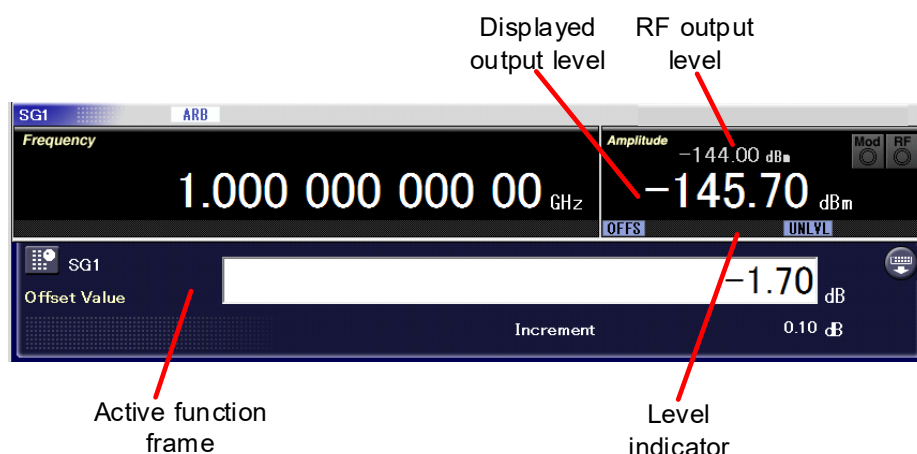 Displayed
output level
RF output
level
SG1
ARB
Frequency
1.000 000 000 00 GHz
Amplitude
-144.00 dBm
Mod
RF
-145.70 dBm
OFFS
UNLVL
SG1
Offset Value
-1.70 dB
Increment
0.10 dB
Active function
frame
Level
indicator